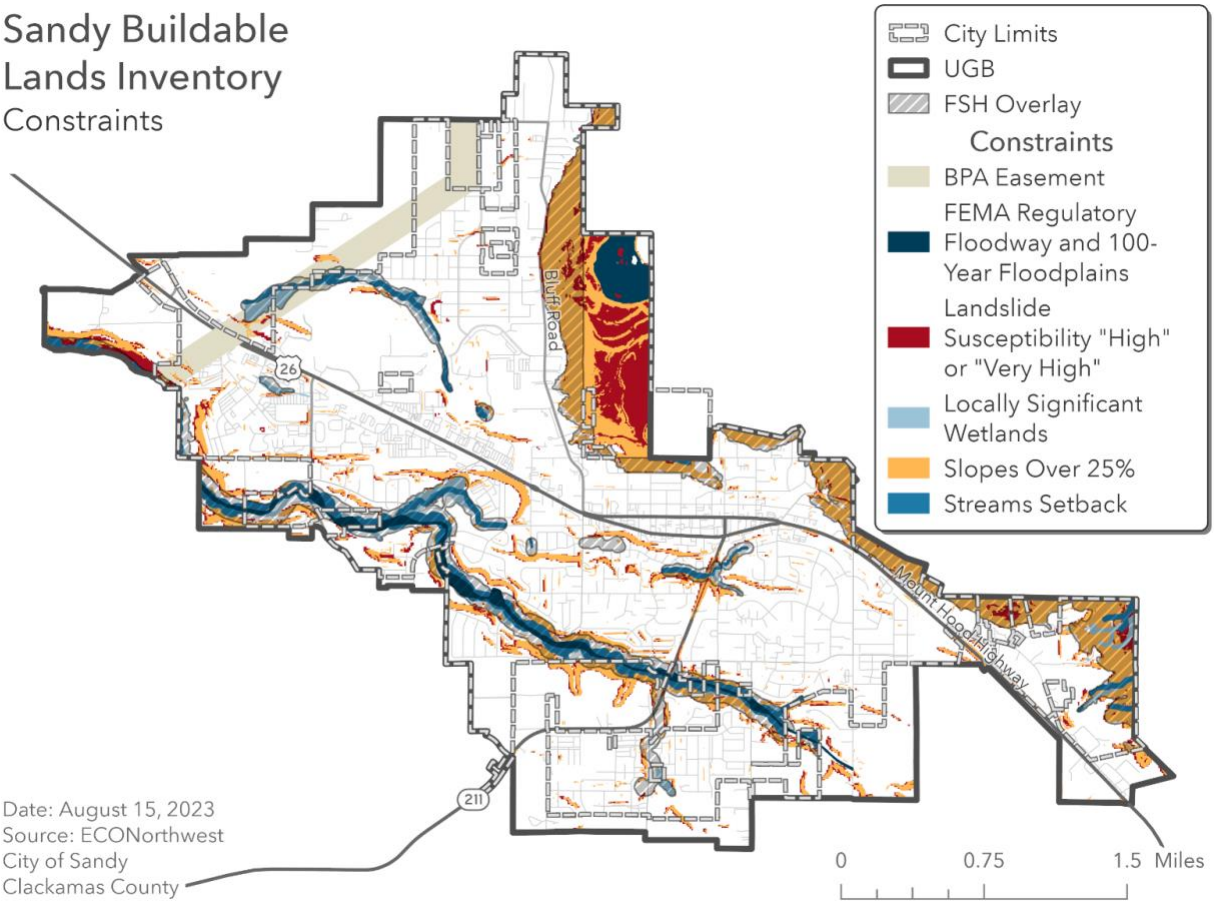 Sandy Buildable
Lands Inventory
Constraints
City Limits
UGB
FSH Overlay
Constraints
BPA Easement
FEMA Regulatory
Floodway and 100-
Year Floodplains
Landslide
Susceptibility "High"
or "Very High"
Locally Significant
Wetlands
Slopes Over 25%
Streams Setback
Bluff Road
26
Mount Hood Highway
211
Date: August 15, 2023
Source: ECONorthwest
City of Sandy
Clackamas County
0 0.75 1.5 Miles